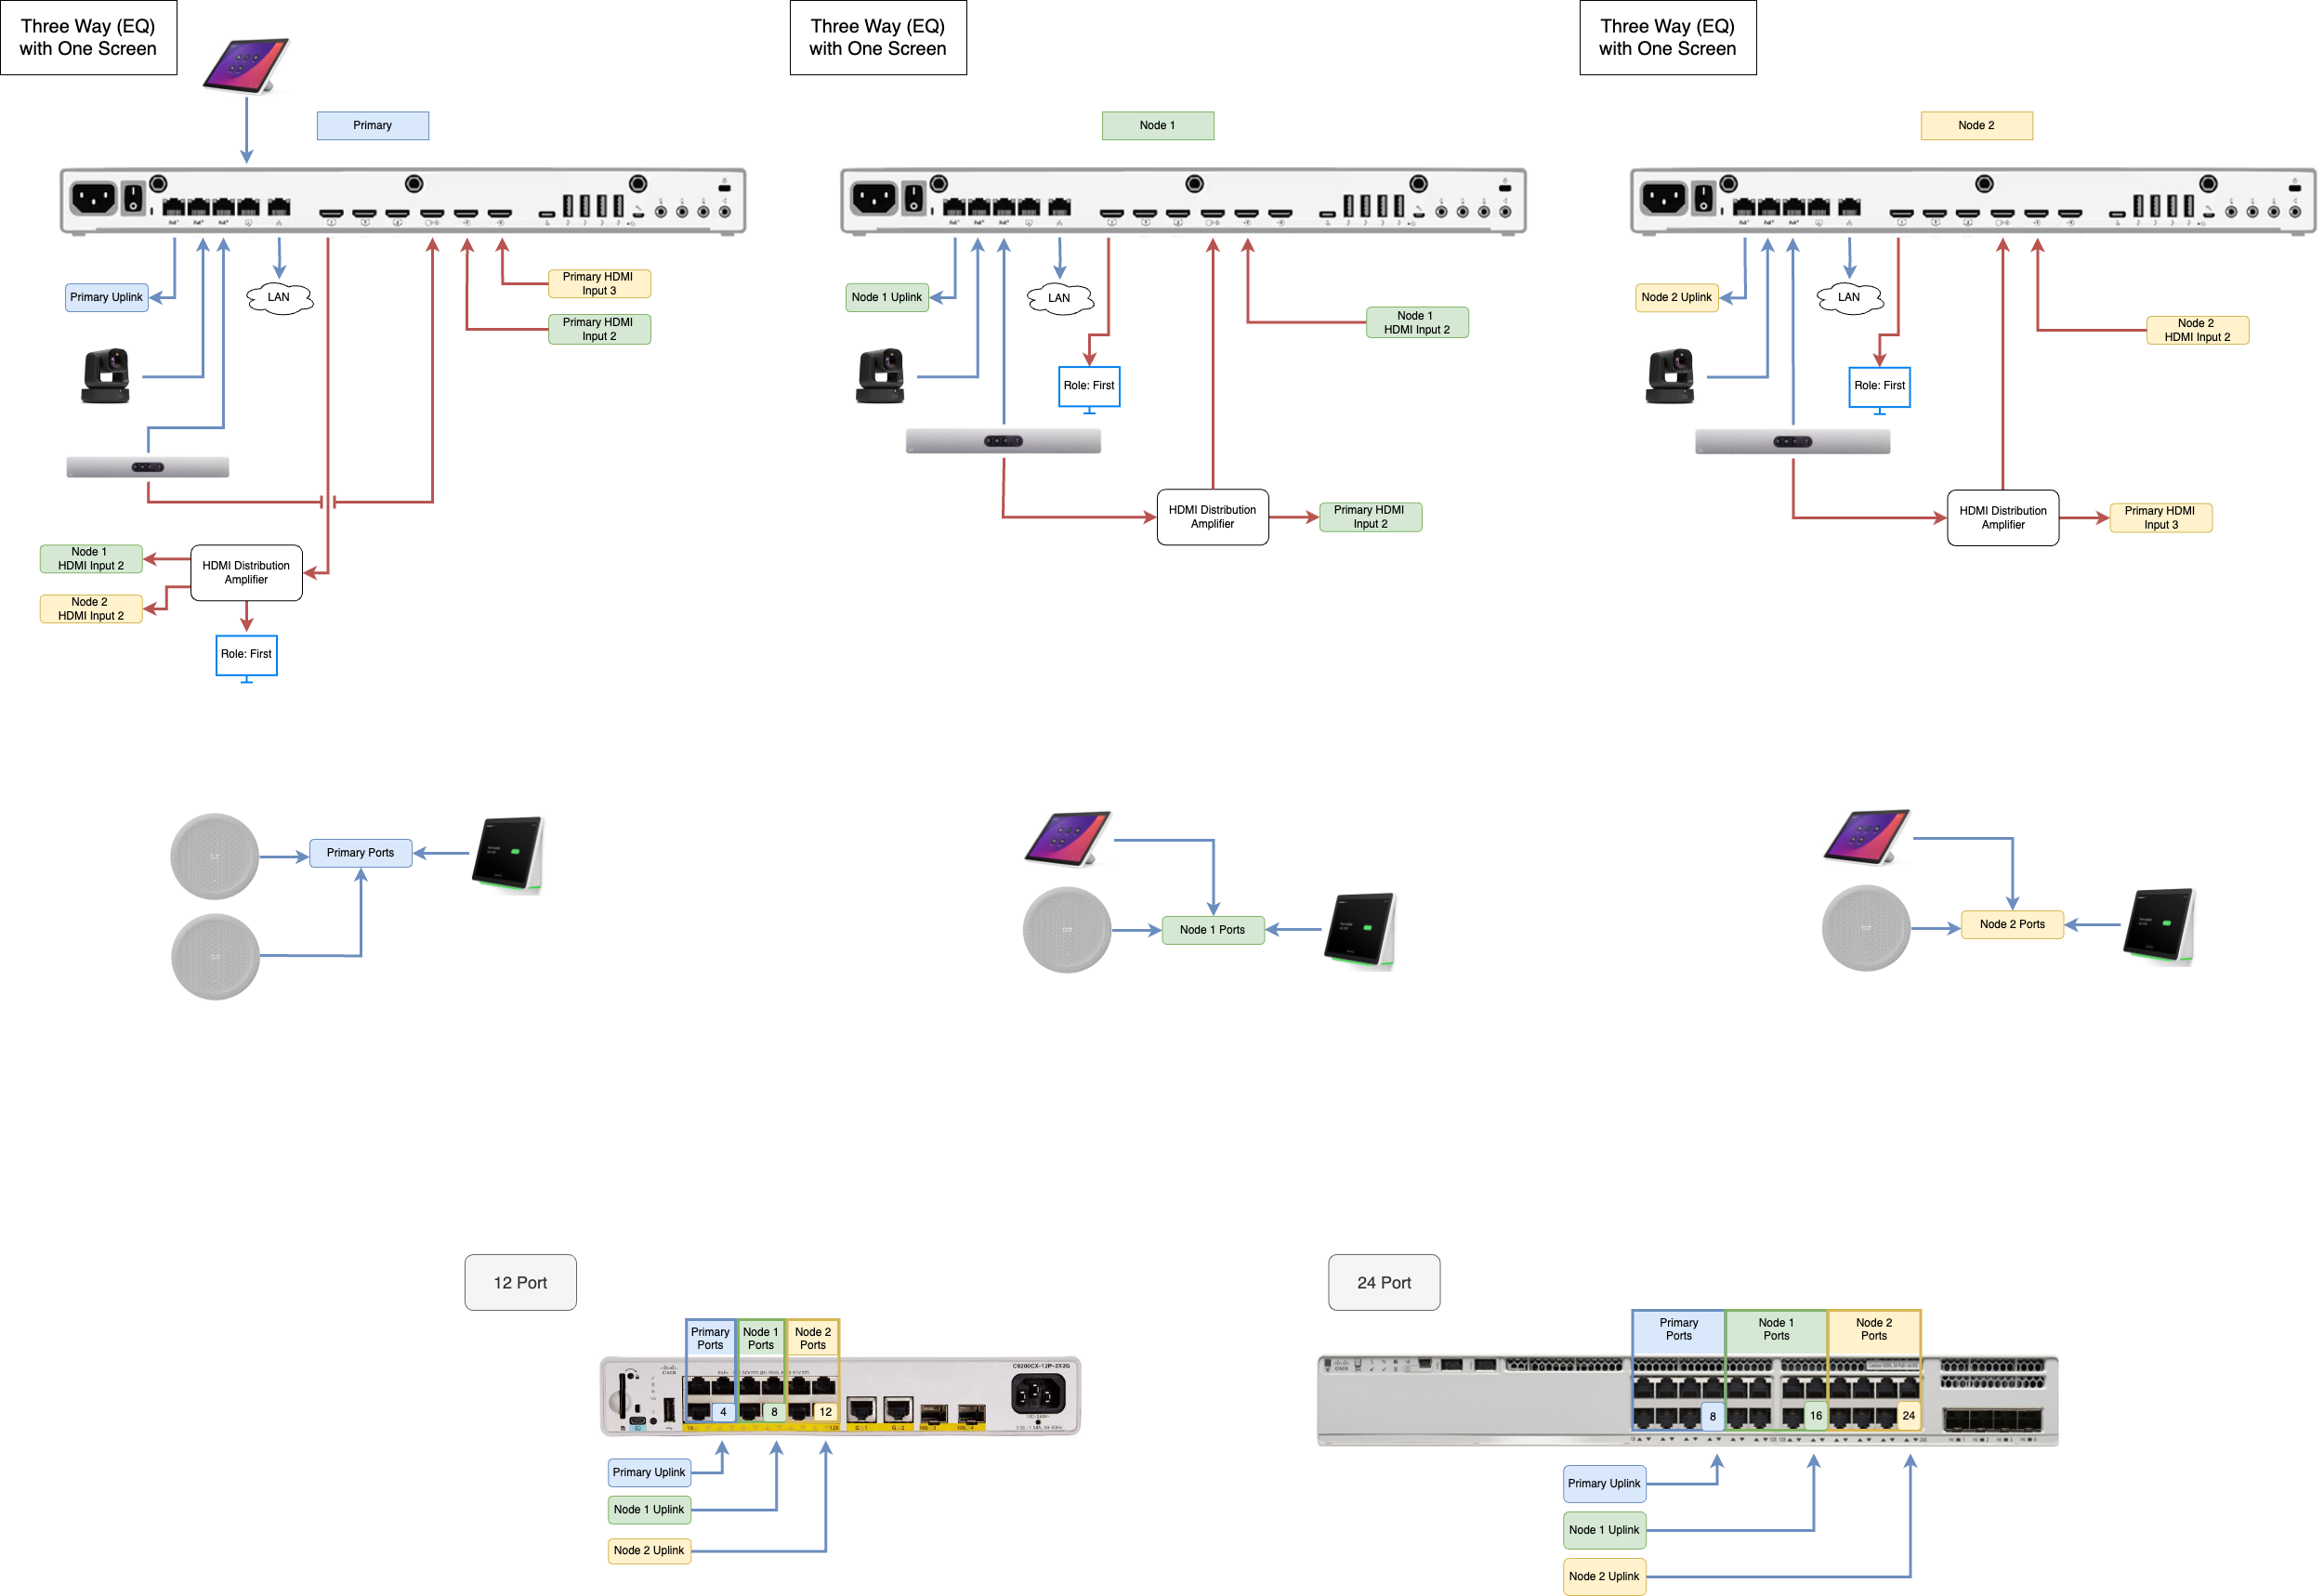 Three Way (EQ)
with One Screen
Three Way (EQ)
with One Screen
Three Way (EQ)
with One Screen
Primary
Node 1
Node 2
Primary Uplink
LAN
Primary HDMI
Input 3
Primary HDMI
Input 2
Node 1 Uplink
LAN
Node 1
HDMI Input 2
Role: First
Node 2 Uplink
LAN
Node 2
HDMI Input 2
Role: First
HDMI Distribution
Amplifier
Primary HDMI
Input 2
HDMI Distribution
Amplifier
Primary HDMI
Input 3
Node 1
HDMI Input 2
Node 2
HDMI Input 2
HDMI Distribution
Amplifier
Role: First
Primary Ports
Node 1 Ports
Node 2 Ports
12 Port
24 Port
Primary
Ports
Node 1
Ports
Node 2
Ports
C9200CX-12P-2X2G
4
8
12
Primary Uplink
Node 1 Uplink
Node 2 Uplink
Primary
Ports
Node 1
Ports
Node 2
Ports
8
16
24
Primary Uplink
Node 1 Uplink
Node 2 Uplink